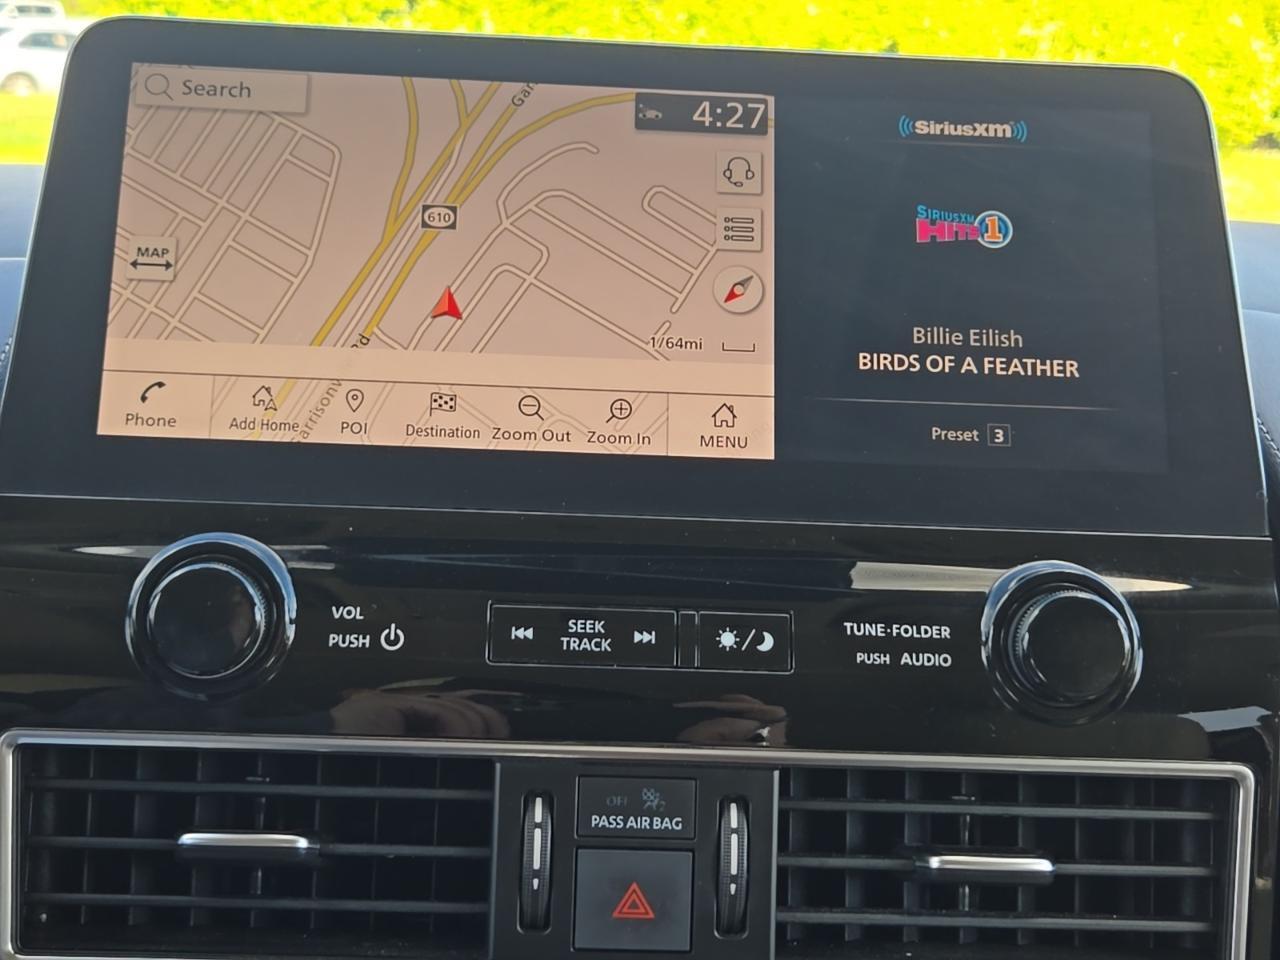 Search
Gar
4:27
610
MAP
1/64mi
Phone
Add Home
POI
Destination
Zoom Out
Zoom In
MENU
SiriusXM
SIRIUSXM
HITS 1
Billie Eilish
BIRDS OF A FEATHER
Preset 3
VOL
PUSH
SEEK
TRACK
TUNE·FOLDER
PUSH AUDIO
OFF
PASS AIR BAG